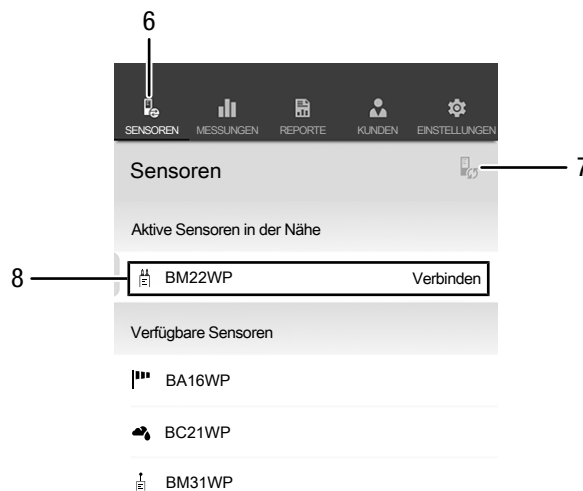 6
SENSOREN MESSUNGEN REPORTE KUNDEN EINSTELLUNGEN
Sensoren
7
Aktive Sensoren in der Nähe
8
BM22WP Verbinden
Verfügbare Sensoren
BA16WP
BC21WP
BM31WP